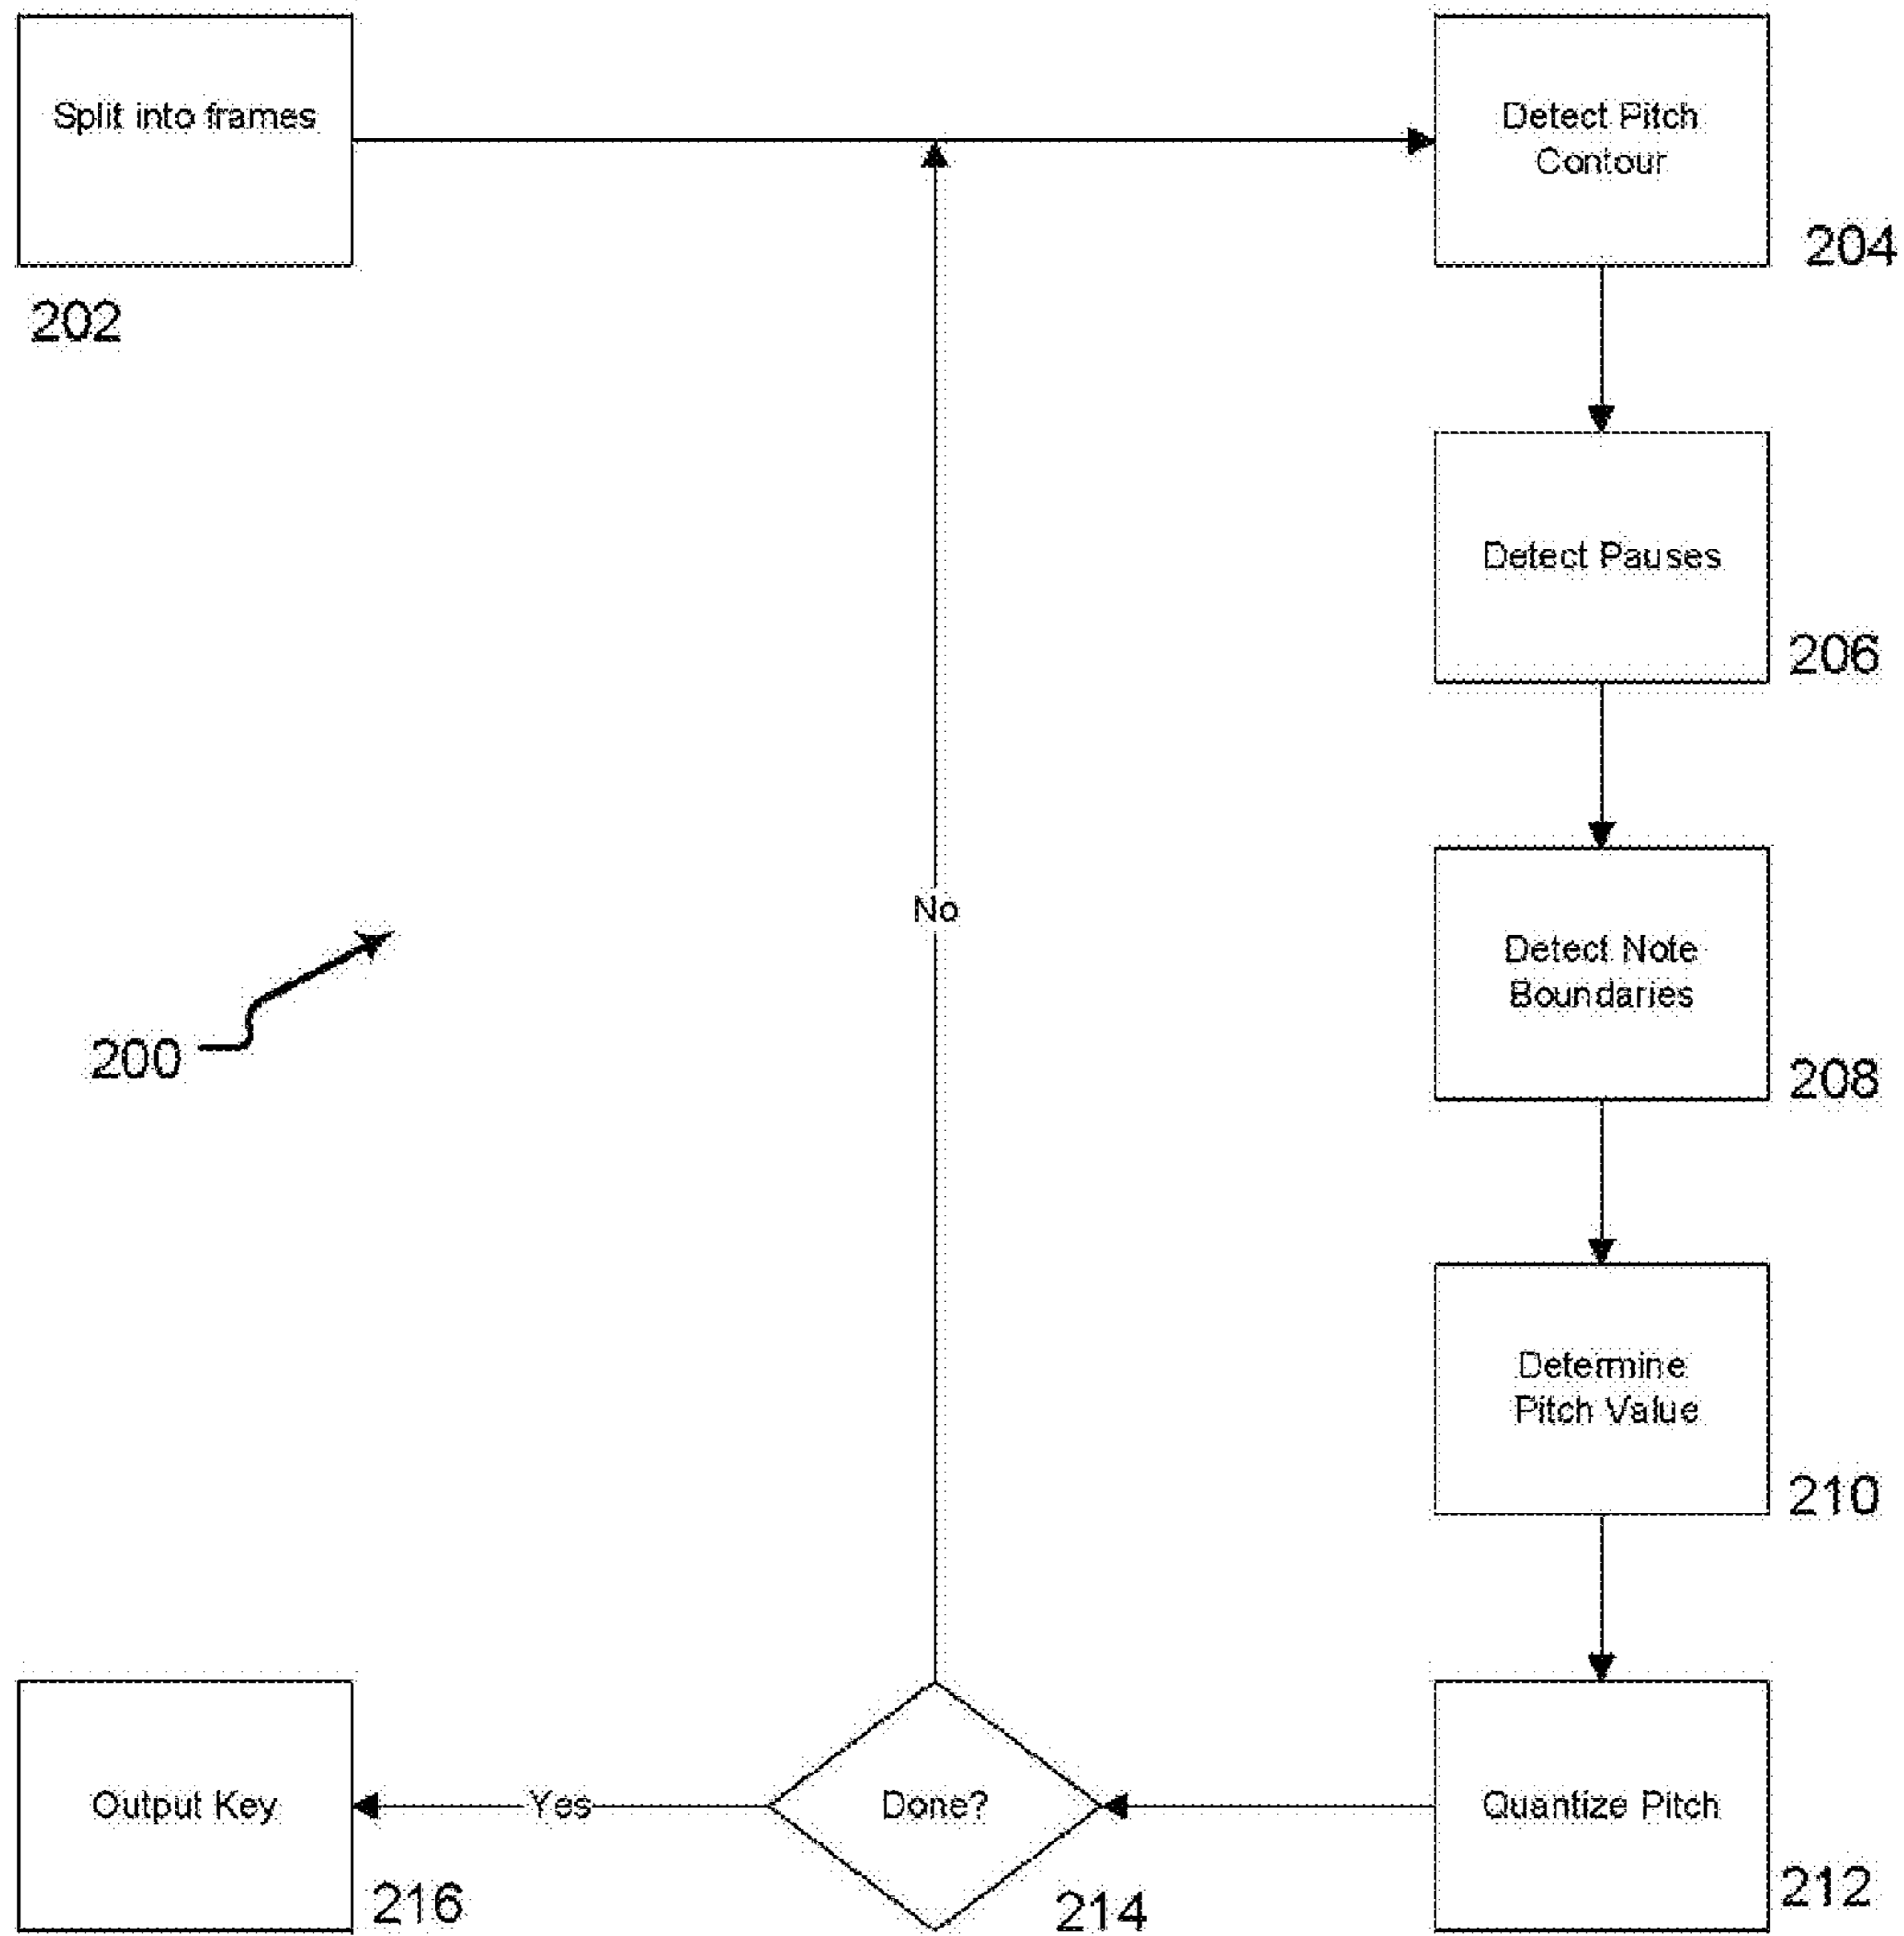 Split into frames
202
Detect Pitch
Contour
204
Detect Pauses
206
No
200
Detect Note
Boundaries
208
Determine
Pitch Value
210
Output Key
216
Yes
Done?
214
Quantize Pitch
212